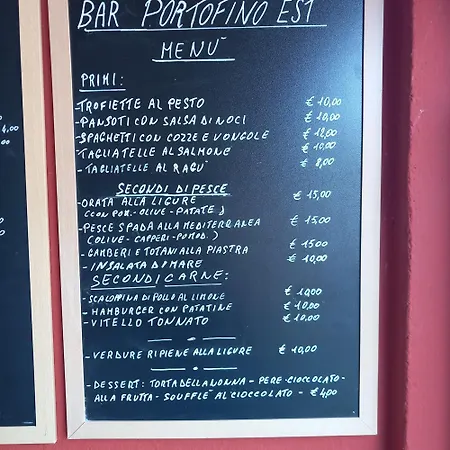 BAR PORTOFINO EST
MENÙ
PRIMI:
-TROFIETTE AL PESTO € 10,00
-PANSOTI CON SALSA DI NOCI € 10,00
-SPAGHETTI CON COZZE E VONGOLE € 12,00
-TAGLIATELLE AL SALMONE € 10,00
-TAGLIATELLE AL RAGU' € 8,00
SECONDI DI PESCE
-ORATA ALLA LIGURE € 15,00
(CON POM.-OLIVE-PATATE)
-PESCE SPADA ALLA MEDITERRANEA € 15,00
(OLIVE-CAPPERI-POMOD.)
-GAMBERI E TOTANI ALLA PIASTRA € 15 00
-INSALATA DI MARE € 10,00
SECONDI CARNE:
-SCALOPPINA DI POLLO AL LIMONE € 10,00
-HAMBURGER CON PATATINE € 10,00
-VITELLO TONNATO € 10,00
-VERDURE RIPIENE ALLA LIGURE € 10,00
-DESSERT: TORTA DELLA NONNA - PERE-CIOCCOLATO-
ALLA FRUTTA - SOUFFLÈ AL CIOCCOLATO - € 4,00
4,00